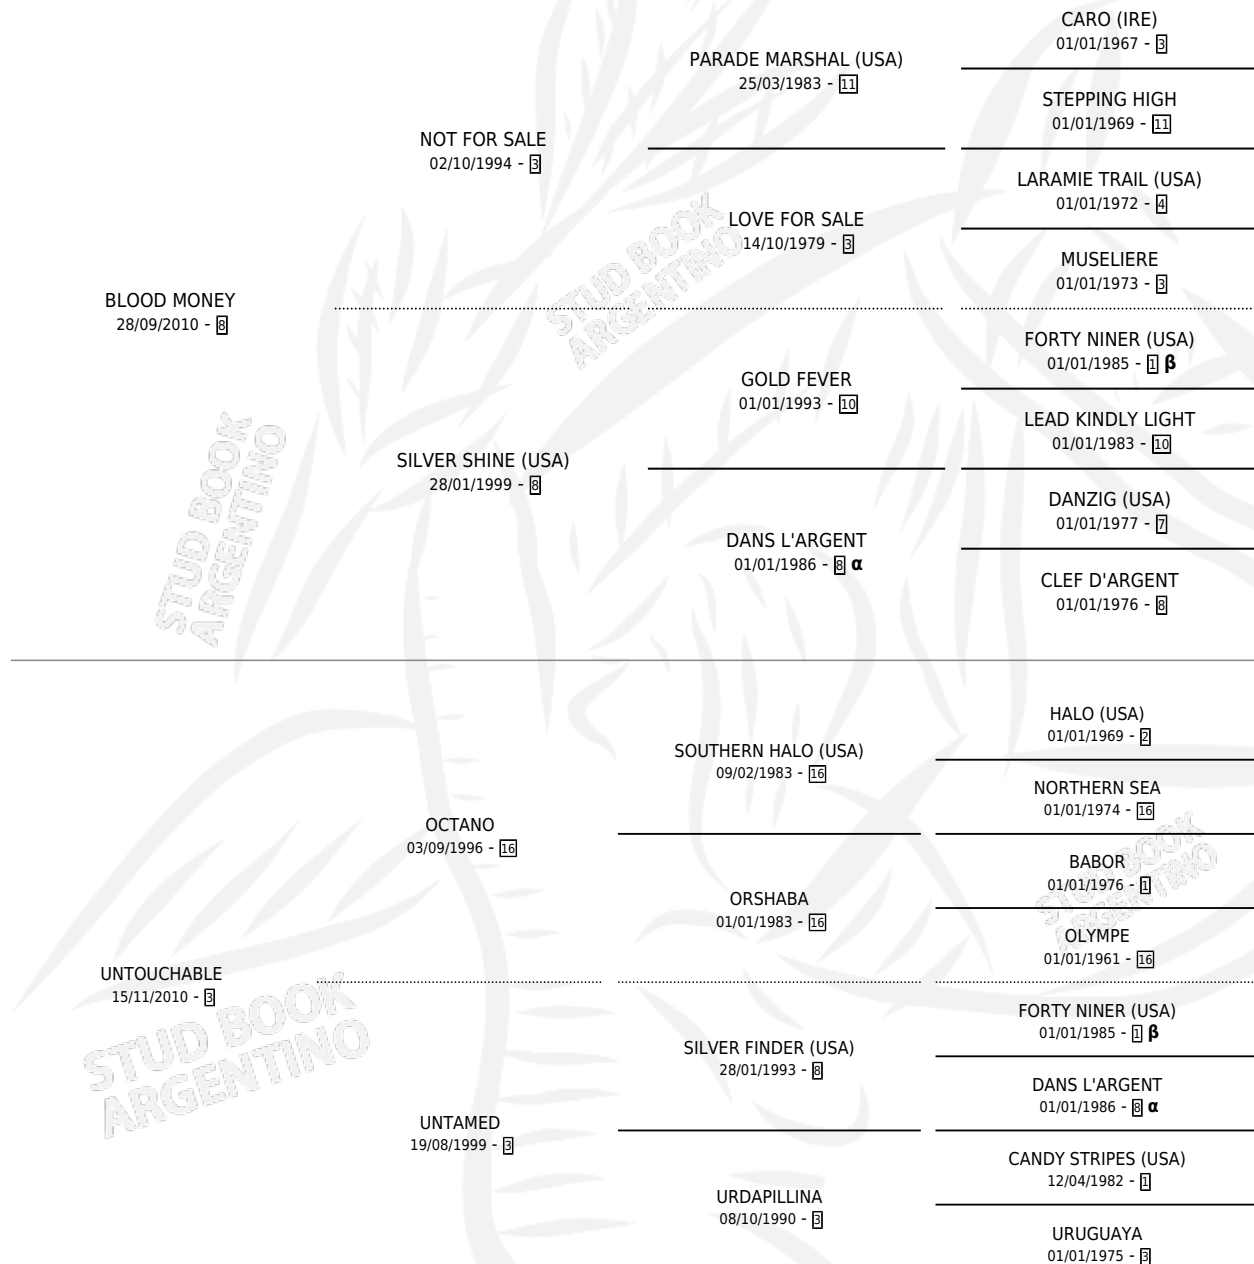 CARO (IRE)
01/01/1967 - 3
PARADE MARSHAL (USA)
25/03/1983 - 11
STEPPING HIGH
01/01/1969 - 11
NOT FOR SALE
02/10/1994 - 3
LARAMIE TRAIL (USA)
01/01/1972 - 4
LOVE FOR SALE
14/10/1979 - 3
MUSELIERE
01/01/1973 - 3
BLOOD MONEY
28/09/2010 - 8
FORTY NINER (USA)
01/01/1985 - 1 β
GOLD FEVER
01/01/1993 - 10
LEAD KINDLY LIGHT
01/01/1983 - 10
SILVER SHINE (USA)
28/01/1999 - 8
DANZIG (USA)
01/01/1977 - 7
DANS L'ARGENT
01/01/1986 - 8 α
CLEF D'ARGENT
01/01/1976 - 8
HALO (USA)
01/01/1969 - 2
SOUTHERN HALO (USA)
09/02/1983 - 16
NORTHERN SEA
01/01/1974 - 16
OCTANO
03/09/1996 - 16
BABOR
01/01/1976 - 1
ORSHABA
01/01/1983 - 16
OLYMPE
01/01/1961 - 16
UNTOUCHABLE
15/11/2010 - 3
FORTY NINER (USA)
01/01/1985 - 1 β
SILVER FINDER (USA)
28/01/1993 - 8
DANS L'ARGENT
01/01/1986 - 8 α
UNTAMED
19/08/1999 - 3
CANDY STRIPES (USA)
12/04/1982 - 1
URDAPILLINA
08/10/1990 - 3
URUGUAYA
01/01/1975 - 3
STUD BOOK
ARGENTINO
STUD BOOK
ARGENTINO
STUD BOOK
ARGENTINO
STUD BOOK
ARGENTINO